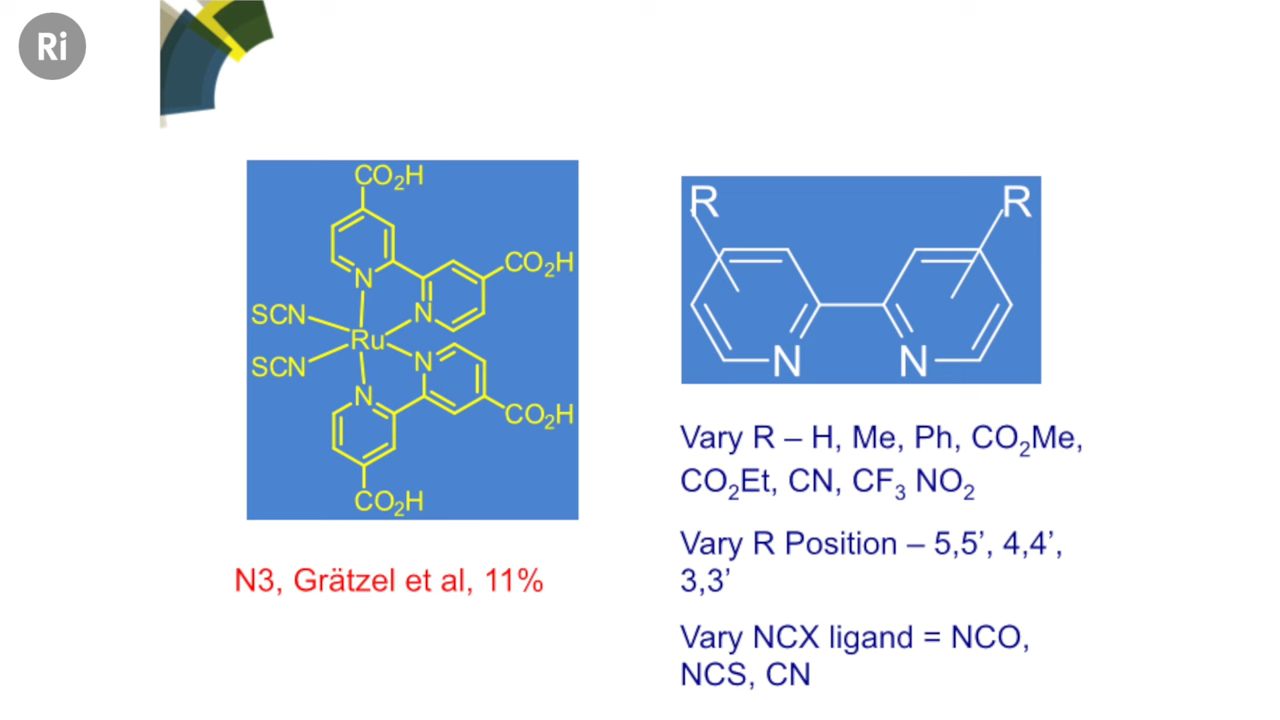 Ri
CO₂H
CO₂H
N
N
SCN
Ru
SCN
N
N
CO₂H
CO₂H
N3, Grätzel et al, 11%
R R
N N
Vary R – H, Me, Ph, CO₂Me,
CO₂Et, CN, CF₃ NO₂
Vary R Position – 5,5’, 4,4’,
3,3’
Vary NCX ligand = NCO,
NCS, CN